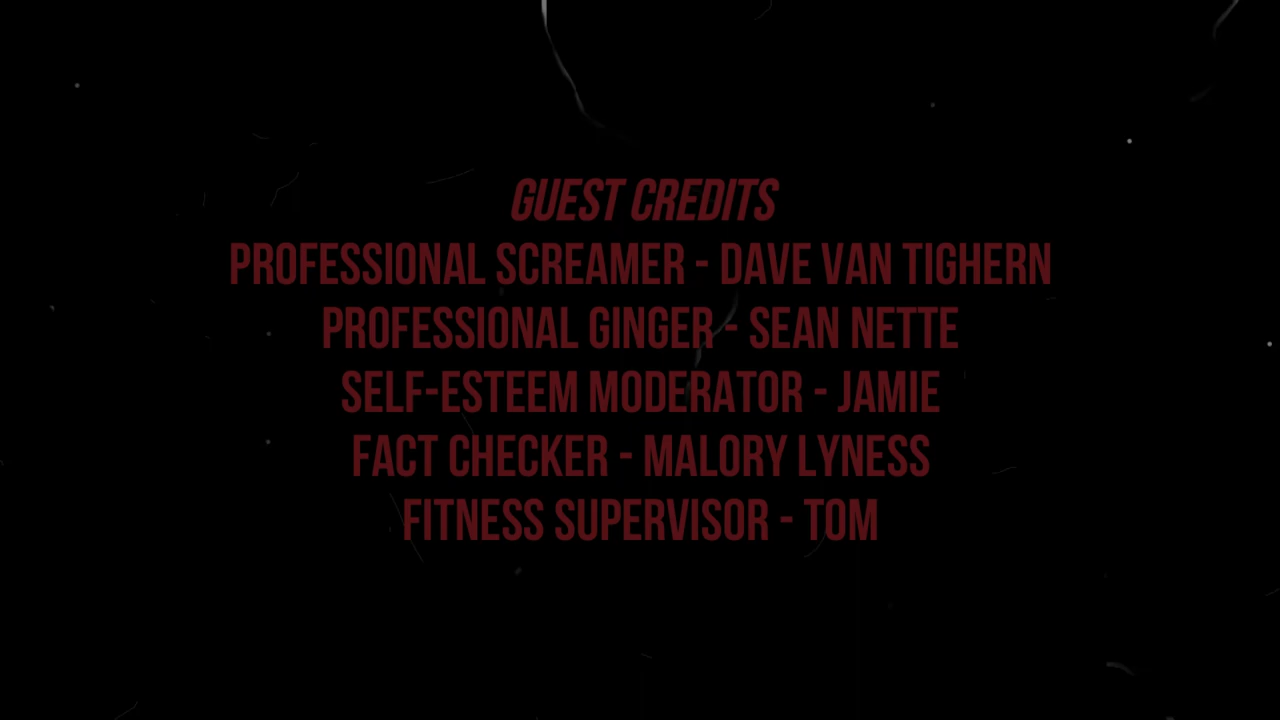 GUEST CREDITS
PROFESSIONAL SCREAMER - DAVE VAN TIGHERN
PROFESSIONAL GINGER - SEAN NETTE
SELF-ESTEEM MODERATOR - JAMIE
FACT CHECKER - MALORY LYNESS
FITNESS SUPERVISOR - TOM